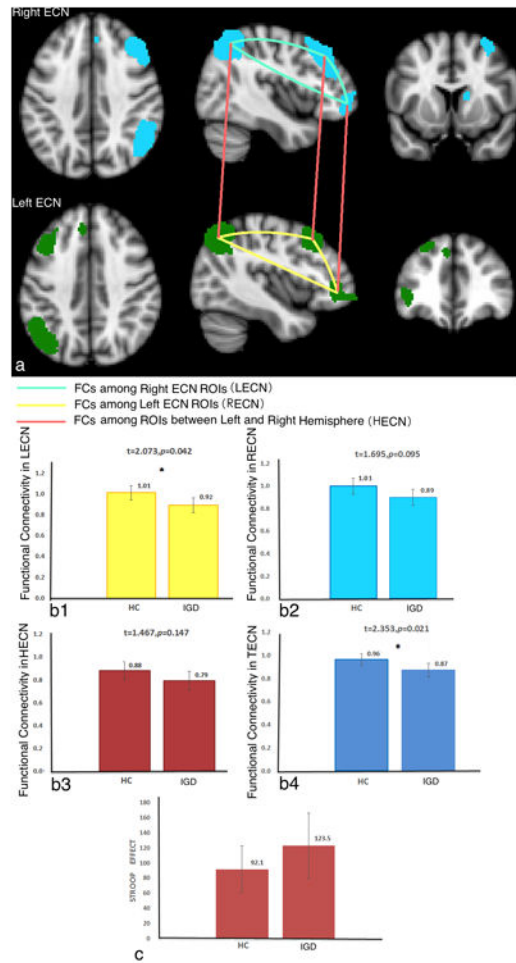 Right ECN
Left ECN
a
FCs among Right ECN ROIs (LECN)
FCs among Left ECN ROIs (RECN)
FCs among ROIs between Left and Right Hemisphere (HECN)
Functional Connectivity in LECN
t=2.073,p=0.042
*
1.2
1.0
0.8
0.6
0.4
0.2
0.0
1.01
0.92
HC
IGD
b1
Functional Connectivity in RECN
t=1.695,p=0.095
1.2
1.0
0.8
0.6
0.4
0.2
0.0
1.01
0.89
HC
IGD
b2
Functional Connectivity inHECN
t=1.467,p=0.147
1.2
1.0
0.8
0.6
0.4
0.2
0.0
0.88
0.79
HC
IGD
b3
Functional Connectivity in TECN
t=2.353,p=0.021
*
1.2
1.0
0.8
0.6
0.4
0.2
0.0
0.96
0.87
HC
IGD
b4
STROOP EFFECT
180
160
140
120
100
80
60
40
20
0
92.1
123.5
HC
IGD
c